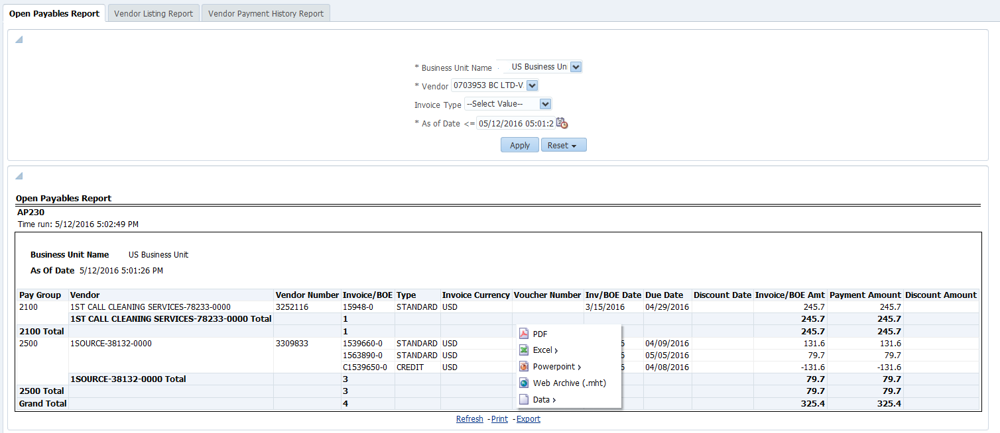 Open Payables Report Vendor Listing Report Vendor Payment History Report
* Business Unit Name US Business Uni
* Vendor 0703953 BC LTD-V
Invoice Type --Select Value--
* As of Date <= 05/12/2016 05:01:2
Apply Reset
Open Payables Report
AP230
Time run: 5/12/2016 5:02:49 PM
Business Unit Name US Business Unit
As Of Date 5/12/2016 5:01:26 PM
Pay Group Vendor Vendor Number Invoice/BOE Type Invoice Currency Voucher Number Inv/BOE Date Due Date Discount Date Invoice/BOE Amt Payment Amount Discount Amount
2100 1ST CALL CLEANING SERVICES-78233-0000 3252116 15948-0 STANDARD USD 3/15/2016 04/29/2016 245.7 245.7
1ST CALL CLEANING SERVICES-78233-0000 Total 1 245.7 245.7
2100 Total 1 245.7 245.7
2500 1SOURCE-38132-0000 3309833 1539660-0 STANDARD USD 6 04/09/2016 131.6 131.6
1563890-0 STANDARD USD 6 05/05/2016 79.7 79.7
C1539650-0 CREDIT USD 6 04/08/2016 -131.6 -131.6
1SOURCE-38132-0000 Total 3 79.7 79.7
2500 Total 3 79.7 79.7
Grand Total 4 325.4 325.4
PDF
Excel ›
Powerpoint ›
Web Archive (.mht)
Data ›
Refresh - Print - Export